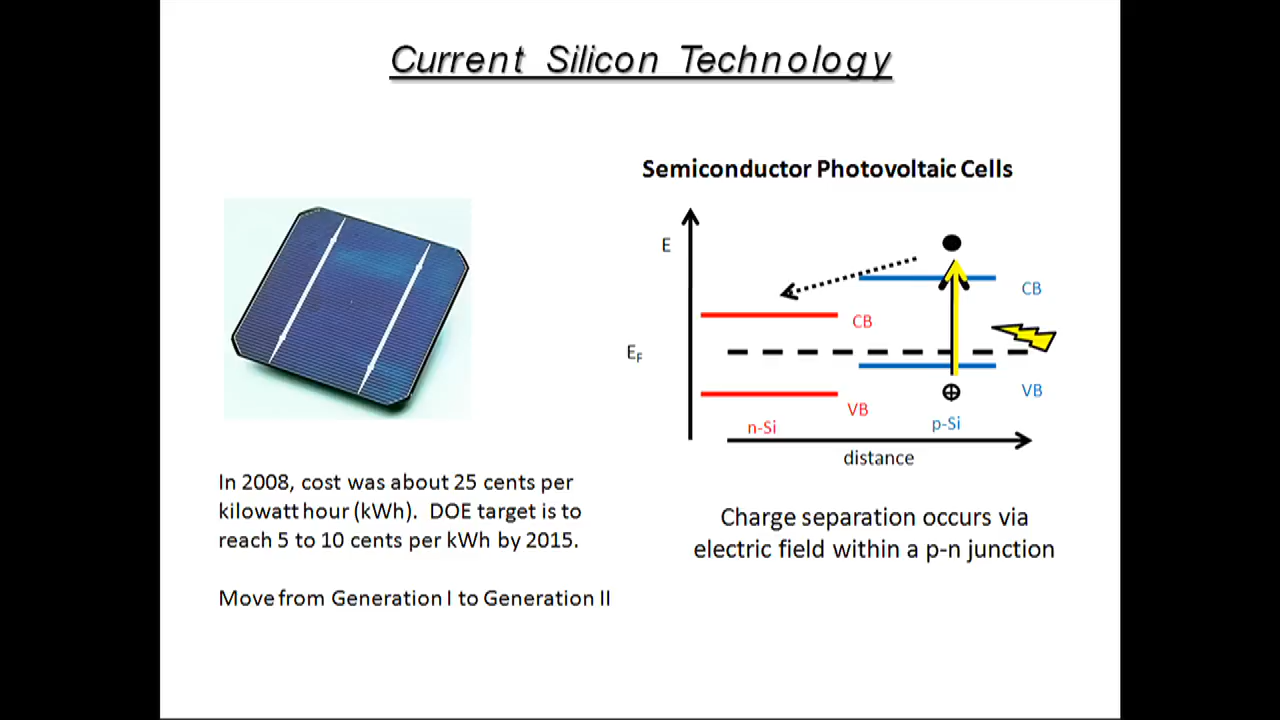 Current Silicon Technology
Semiconductor Photovoltaic Cells
E
CB
CB
EF
VB
VB
n-Si
p-Si
distance
In 2008, cost was about 25 cents per
kilowatt hour (kWh). DOE target is to
reach 5 to 10 cents per kWh by 2015.
Move from Generation I to Generation II
Charge separation occurs via
electric field within a p-n junction